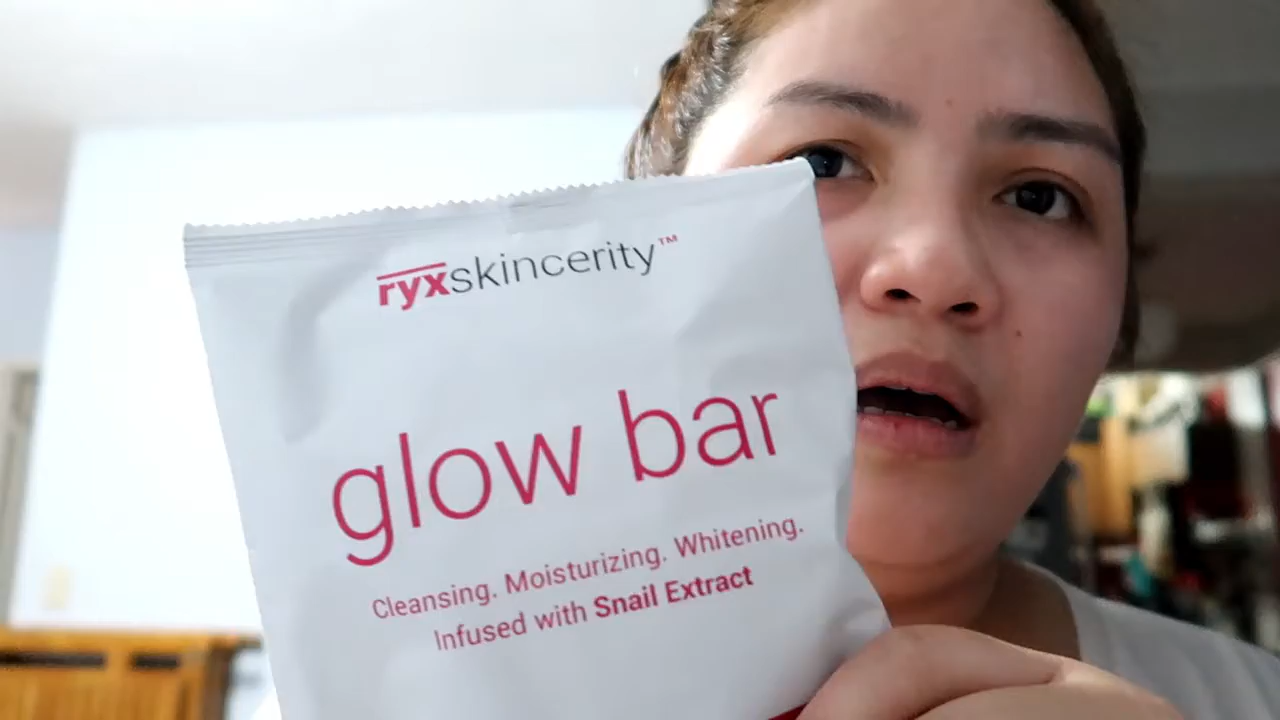 ryxskincerity™
glow bar
Cleansing. Moisturizing. Whitening.
Infused with Snail Extract